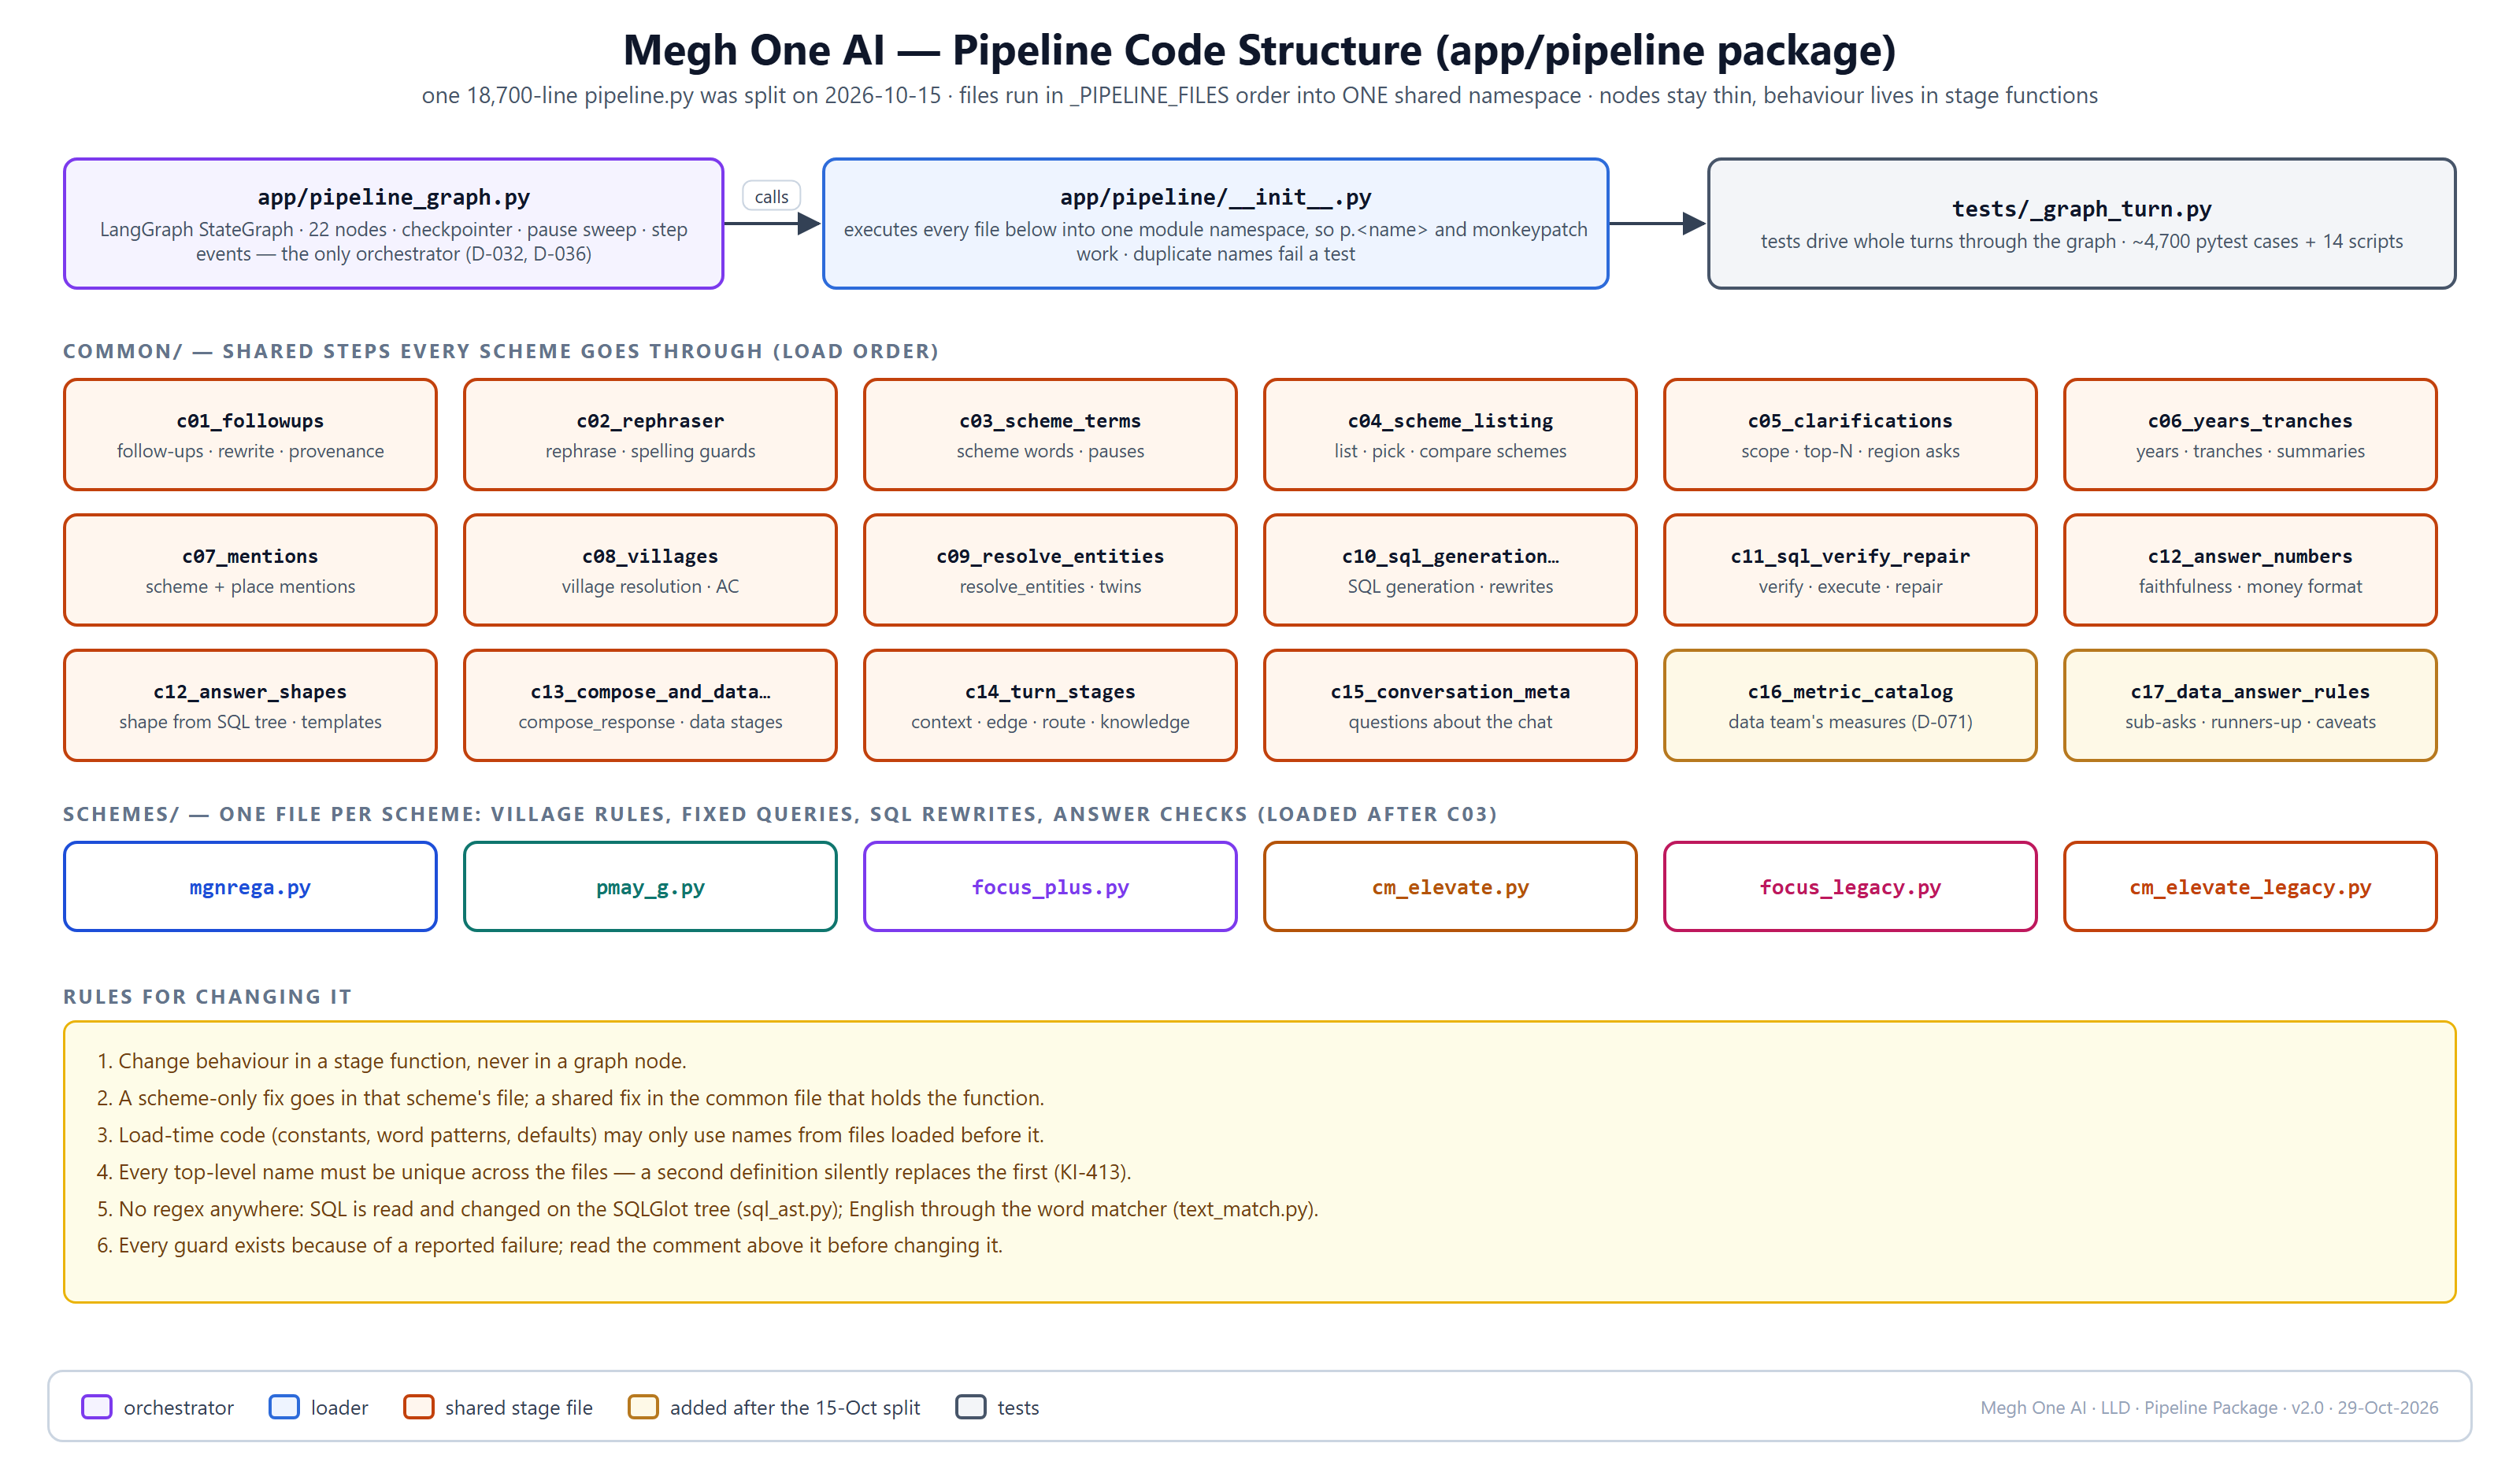 Megh One AI — Pipeline Code Structure (app/pipeline package)
one 18,700-line pipeline.py was split on 2026-10-15 · files run in _PIPELINE_FILES order into ONE shared namespace · nodes stay thin, behaviour lives in stage functions
app/pipeline_graph.py
LangGraph StateGraph · 22 nodes · checkpointer · pause sweep · step
events — the only orchestrator (D-032, D-036)
calls
app/pipeline/__init__.py
executes every file below into one module namespace, so p.<name> and monkeypatch
work · duplicate names fail a test
tests/_graph_turn.py
tests drive whole turns through the graph · ~4,700 pytest cases + 14 scripts
COMMON/ — SHARED STEPS EVERY SCHEME GOES THROUGH (LOAD ORDER)
c01_followups
follow-ups · rewrite · provenance
c02_rephraser
rephrase · spelling guards
c03_scheme_terms
scheme words · pauses
c04_scheme_listing
list · pick · compare schemes
c05_clarifications
scope · top-N · region asks
c06_years_tranches
years · tranches · summaries
c07_mentions
scheme + place mentions
c08_villages
village resolution · AC
c09_resolve_entities
resolve_entities · twins
c10_sql_generation…
SQL generation · rewrites
c11_sql_verify_repair
verify · execute · repair
c12_answer_numbers
faithfulness · money format
c12_answer_shapes
shape from SQL tree · templates
c13_compose_and_data…
compose_response · data stages
c14_turn_stages
context · edge · route · knowledge
c15_conversation_meta
questions about the chat
c16_metric_catalog
data team's measures (D-071)
c17_data_answer_rules
sub-asks · runners-up · caveats
SCHEMES/ — ONE FILE PER SCHEME: VILLAGE RULES, FIXED QUERIES, SQL REWRITES, ANSWER CHECKS (LOADED AFTER C03)
mgnrega.py
pmay_g.py
focus_plus.py
cm_elevate.py
focus_legacy.py
cm_elevate_legacy.py
RULES FOR CHANGING IT
1. Change behaviour in a stage function, never in a graph node.
2. A scheme-only fix goes in that scheme's file; a shared fix in the common file that holds the function.
3. Load-time code (constants, word patterns, defaults) may only use names from files loaded before it.
4. Every top-level name must be unique across the files — a second definition silently replaces the first (KI-413).
5. No regex anywhere: SQL is read and changed on the SQLGlot tree (sql_ast.py); English through the word matcher (text_match.py).
6. Every guard exists because of a reported failure; read the comment above it before changing it.
orchestrator
loader
shared stage file
added after the 15-Oct split
tests
Megh One AI · LLD · Pipeline Package · v2.0 · 29-Oct-2026